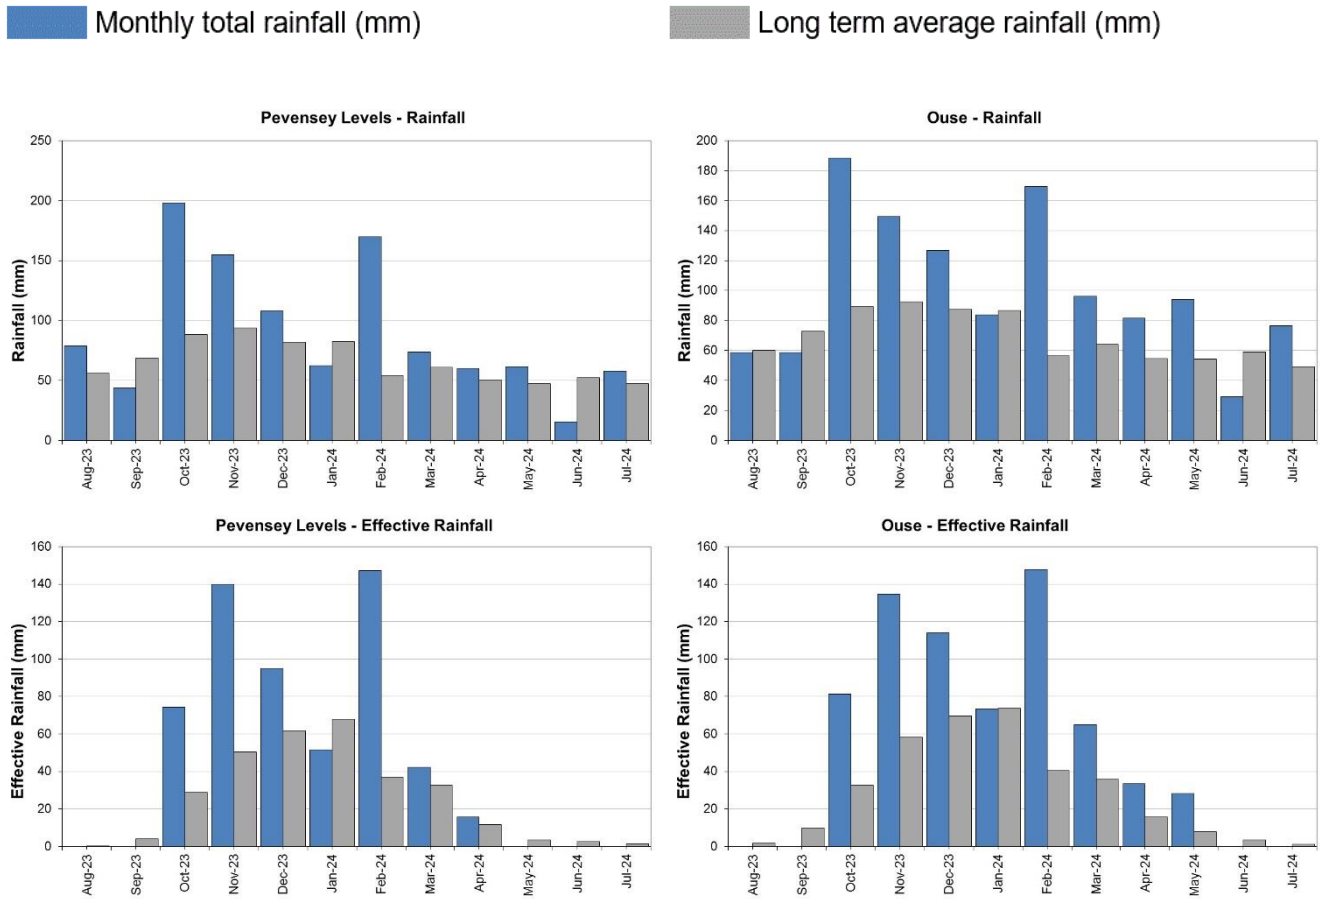 Monthly total rainfall (mm)
Long term average rainfall (mm)
Pevensey Levels - Rainfall
Rainfall (mm)
250
200
150
100
50
0
Aug-23
Sep-23
Oct-23
Nov-23
Dec-23
Jan-24
Feb-24
Mar-24
Apr-24
May-24
Jun-24
Jul-24
Ouse - Rainfall
Rainfall (mm)
200
180
160
140
120
100
80
60
40
20
0
Aug-23
Sep-23
Oct-23
Nov-23
Dec-23
Jan-24
Feb-24
Mar-24
Apr-24
May-24
Jun-24
Jul-24
Pevensey Levels - Effective Rainfall
Effective Rainfall (mm)
160
140
120
100
80
60
40
20
0
Aug-23
Sep-23
Oct-23
Nov-23
Dec-23
Jan-24
Feb-24
Mar-24
Apr-24
May-24
Jun-24
Jul-24
Ouse - Effective Rainfall
Effective Rainfall (mm)
160
140
120
100
80
60
40
20
0
Aug-23
Sep-23
Oct-23
Nov-23
Dec-23
Jan-24
Feb-24
Mar-24
Apr-24
May-24
Jun-24
Jul-24